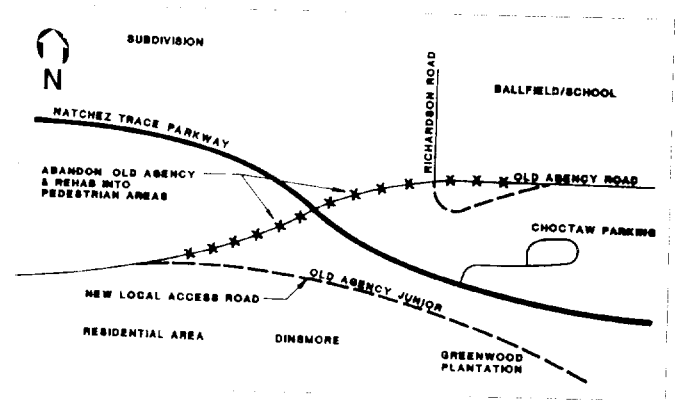 SUBDIVISION
N
BALLFIELD/SCHOOL
RICHARDSON ROAD
NATCHEZ TRACE PARKWAY
ABANDON OLD AGENCY
& REHAB INTO
PEDESTRIAN AREAS
OLD AGENCY ROAD
CHOCTAW PARKING
OLD AGENCY JUNIOR
NEW LOCAL ACCESS ROAD
RESIDENTIAL AREA
DINSMORE
GREENWOOD
PLANTATION